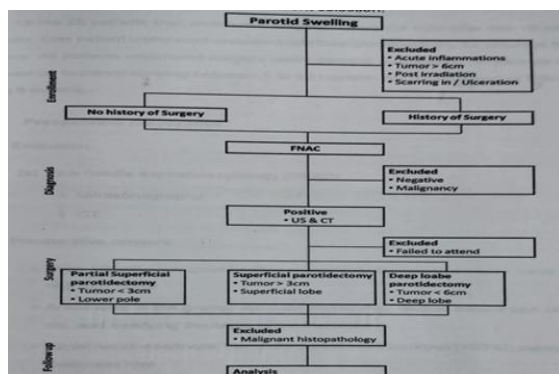 Parotid Swelling
Excluded
• Acute inflammations
• Tumor > 6cm
• Post irradiation
• Scarring in / Ulceration
Enrollment
No history of Surgery
History of Surgery
FNAC
Excluded
• Negative
• Malignancy
Diagnosis
Positive
• US & CT
Excluded
• Failed to attend
Surgery
Partial Superficial
parotidectomy
• Tumor < 3cm
• Lower pole
Superficial parotidectomy
• Tumor > 3cm
• Superficial lobe
Deep loabe
parotidectomy
• Tumor < 6cm
• Deep lobe
Excluded
• Malignant histopathology
Follow up
Analysis